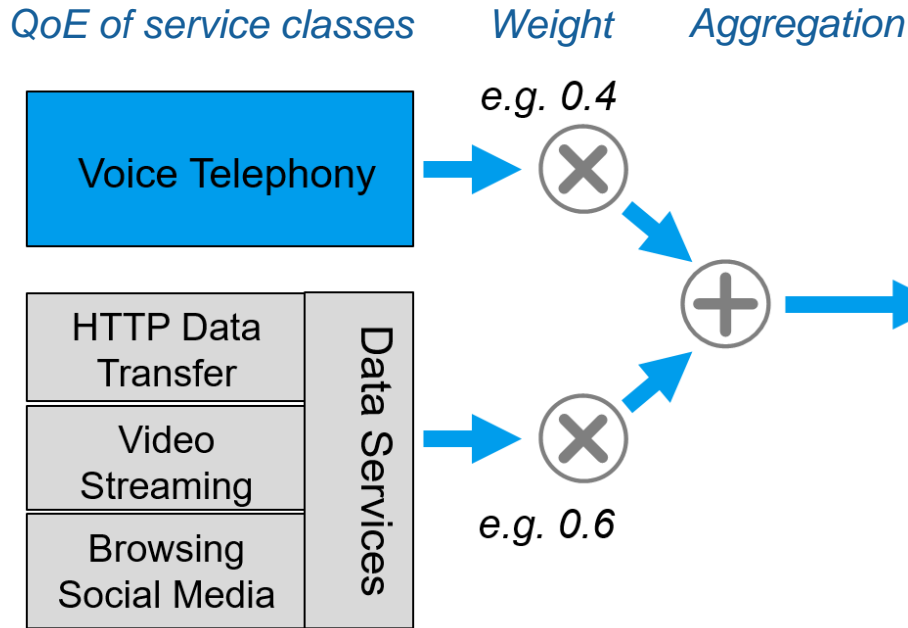 QoE of service classes Weight Aggregation
e.g. 0.4
Voice Telephony
HTTP Data
Transfer
Video
Streaming
Browsing
Social Media
Data Services
e.g. 0.6